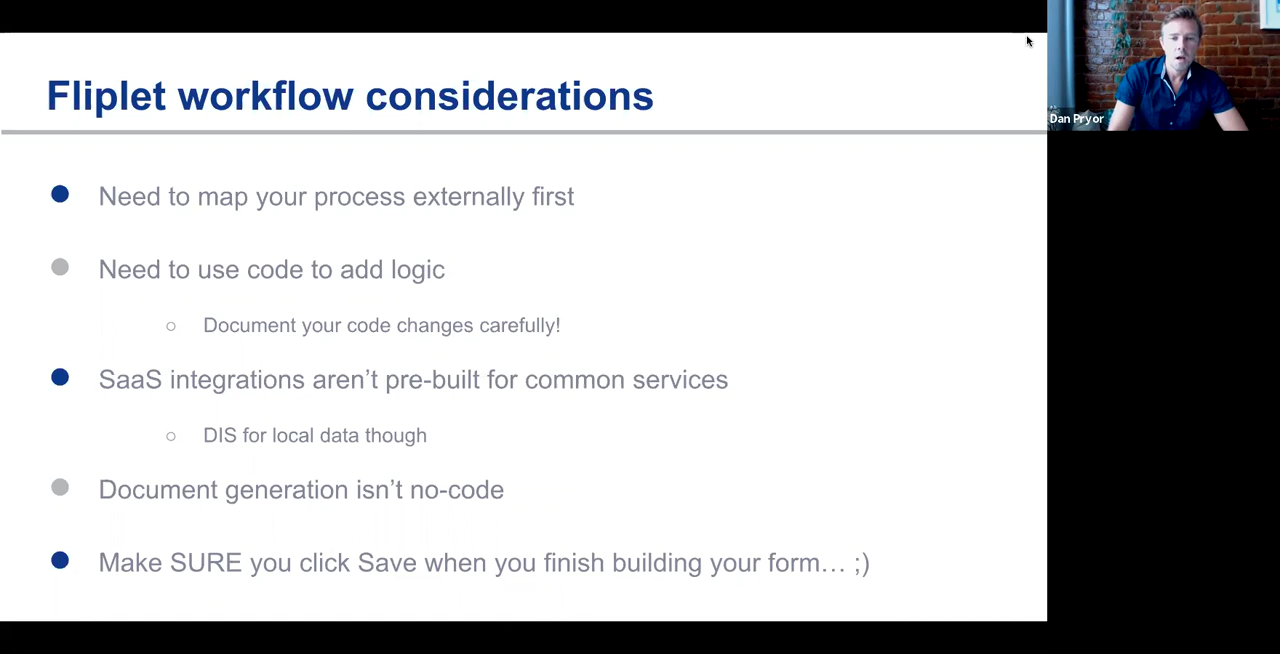 Fliplet workflow considerations
Need to map your process externally first
Need to use code to add logic
Document your code changes carefully!
SaaS integrations aren’t pre-built for common services
DIS for local data though
Document generation isn’t no-code
Make SURE you click Save when you finish building your form… ;)
Dan Pryor